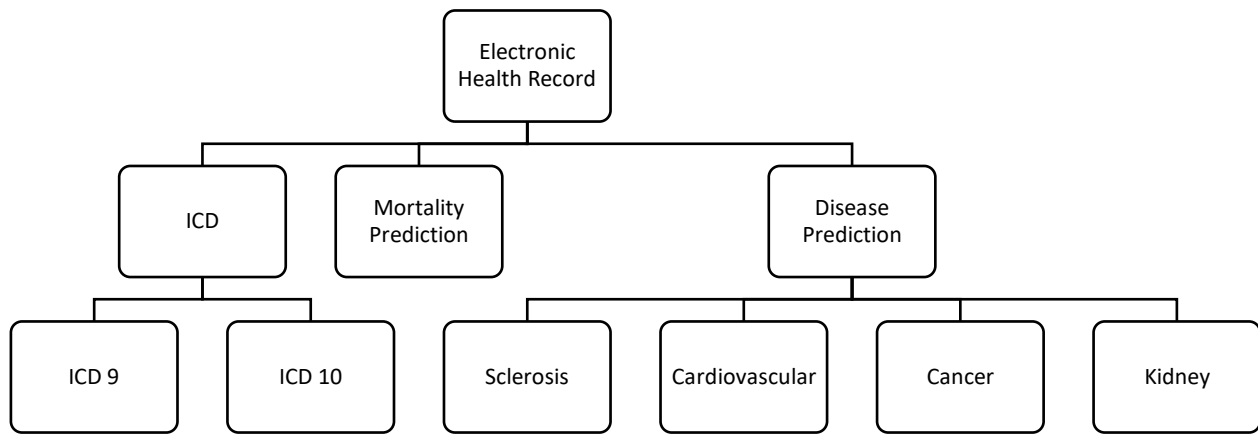 Electronic
Health Record
ICD
Mortality
Prediction
Disease
Prediction
ICD 9
ICD 10
Sclerosis
Cardiovascular
Cancer
Kidney